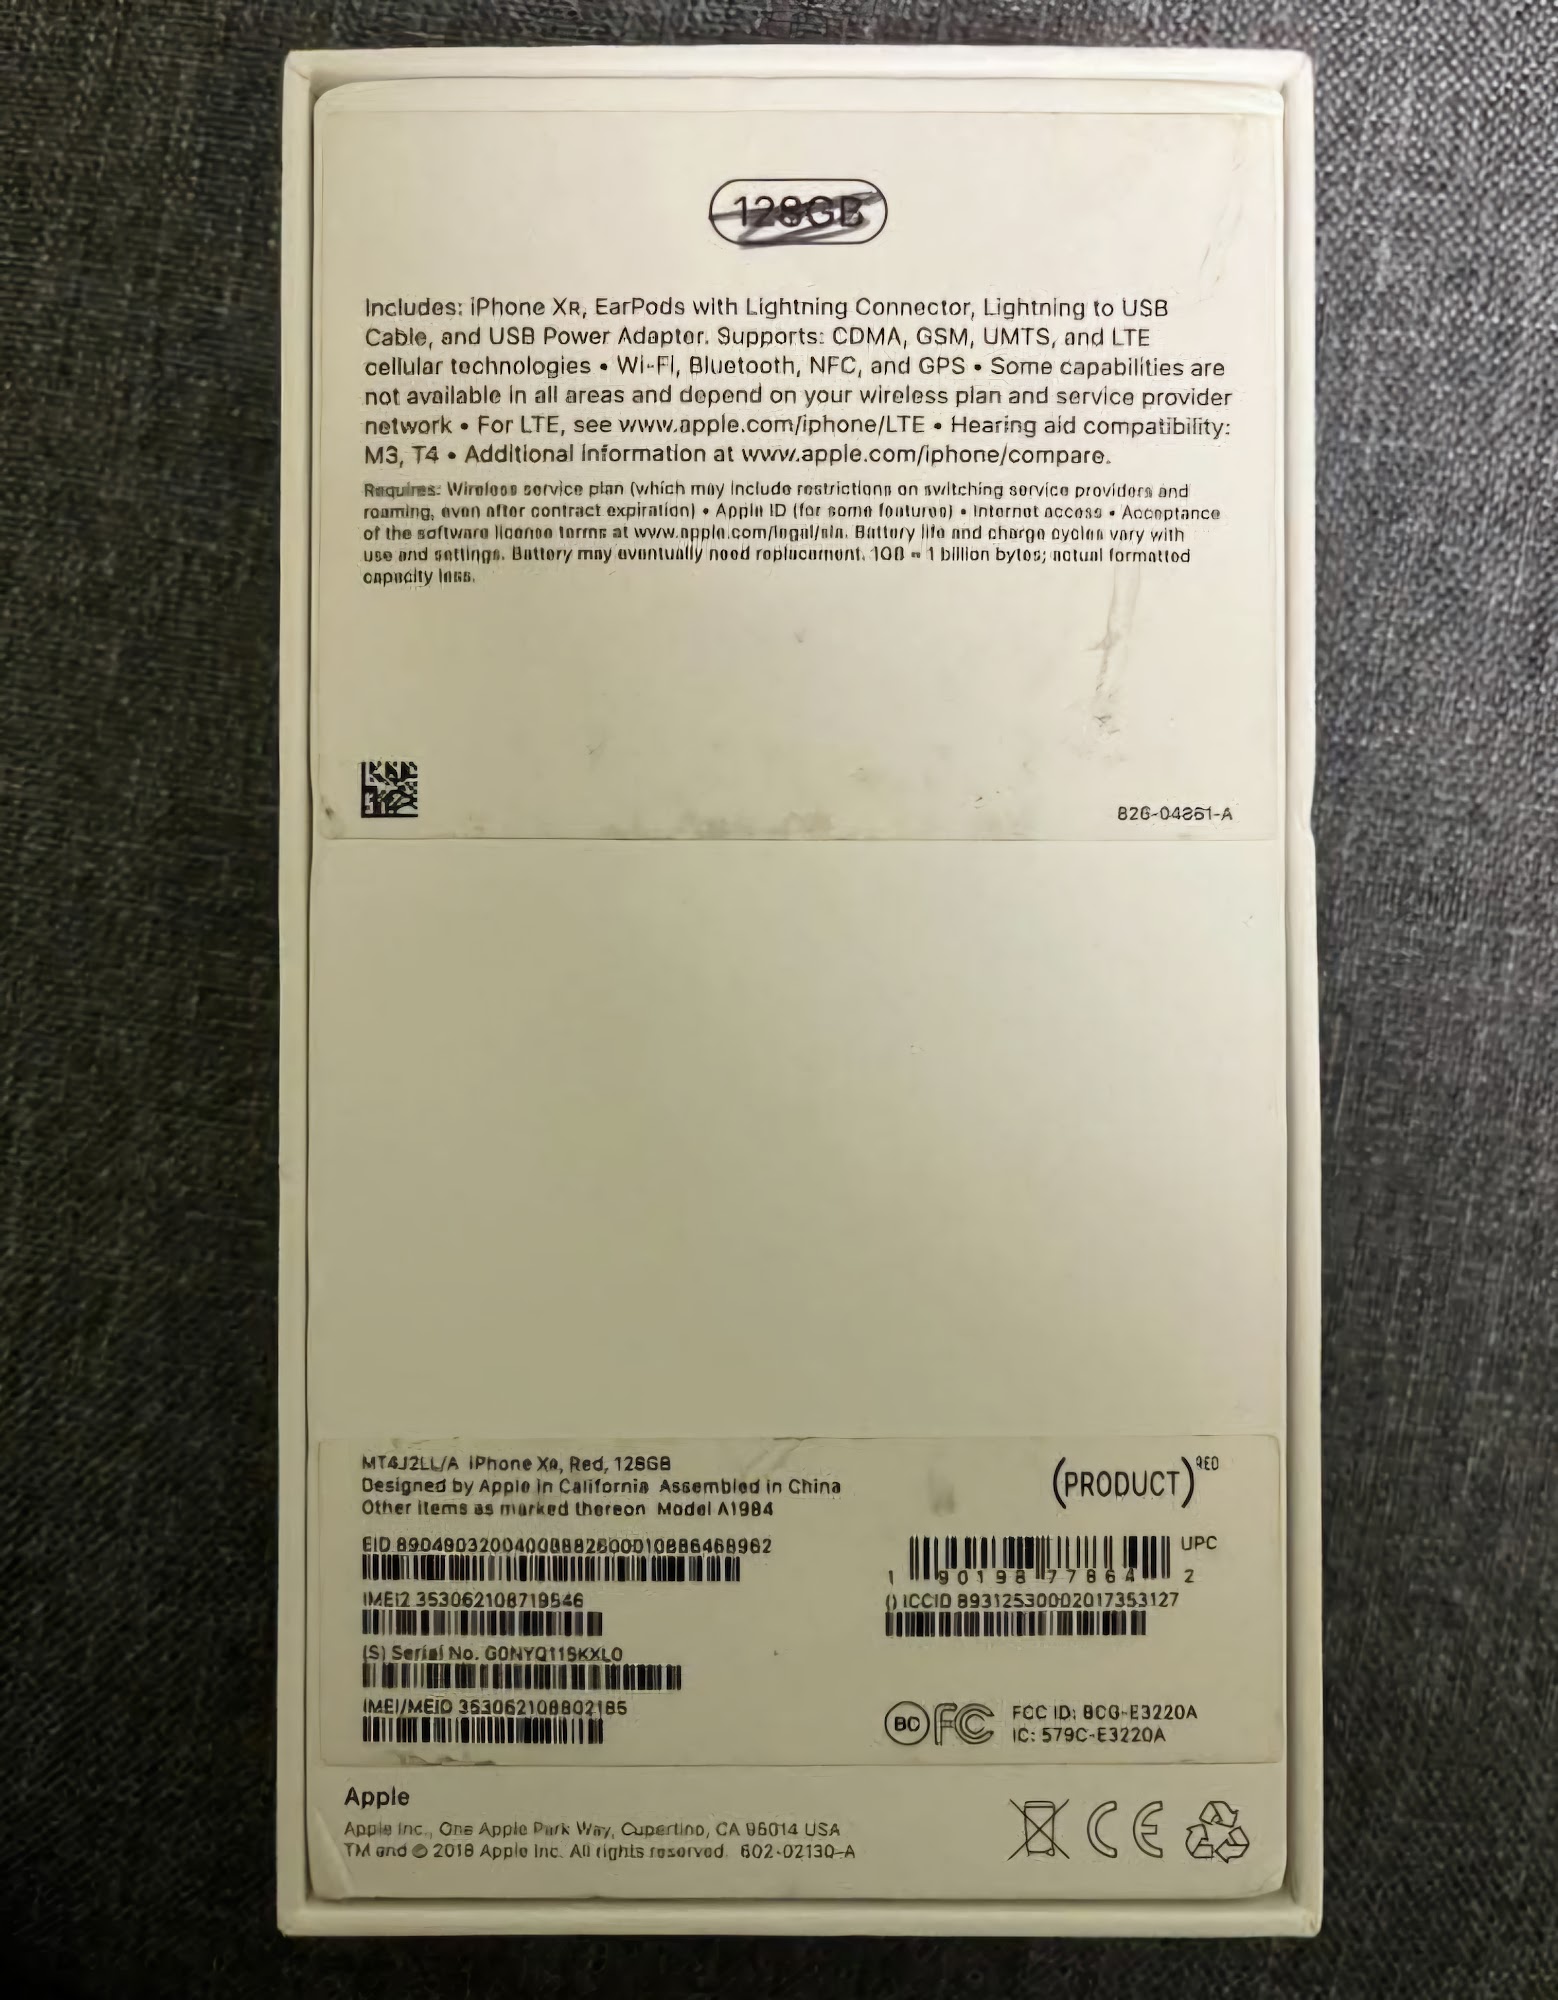 128GB
Includes: iPhone XR, EarPods with Lightning Connector, Lightning to USB
Cable, and USB Power Adapter. Supports: CDMA, GSM, UMTS, and LTE
cellular technologies • Wi-Fi, Bluetooth, NFC, and GPS • Some capabilities are
not available in all areas and depend on your wireless plan and service provider
network • For LTE, see www.apple.com/iphone/LTE • Hearing aid compatibility:
M3, T4 • Additional information at www.apple.com/iphone/compare.
Requires: Wireless service plan (which may include restrictions on switching service providers and
roaming, even after contract expiration) • Apple ID (for some features) • Internet access • Acceptance
of the software license terms at www.apple.com/legal/sla. Battery life and charge cycles vary with
use and settings. Battery may eventually need replacement. 1GB = 1 billion bytes; actual formatted
capacity less.
MT4J2LL/A iPhone XR, Red, 128GB
Designed by Apple in California Assembled in China
Other items as marked thereon Model A1984
(PRODUCT)RED
EID
UPC
1 90198 77864 2
IMEI2 353062108719546
() ICCID 89312530002017353127
(S) Serial No.
IMEI/MEID 353062108802185
FC
FCC ID: BCG-E3220A
IC: 579C-E3220A
Apple
Apple Inc., One Apple Park Way, Cupertino, CA 95014 USA
TM and © 2018 Apple Inc. All rights reserved. 602-02130-A
CE